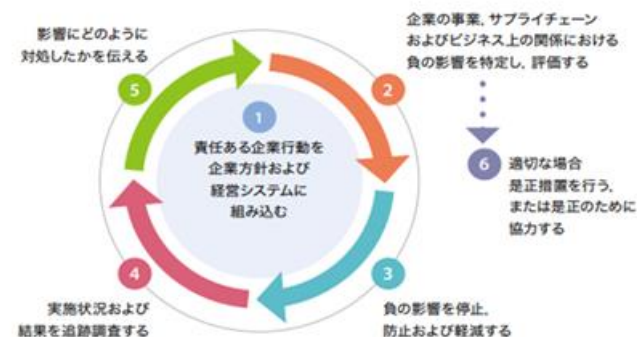 1
責任ある企業行動を
企業方針および
経営システムに
組み込む
2
企業の事業、サプライチェーン
およびビジネス上の関係における
負の影響を特定し、評価する
3
負の影響を停止、
防止および軽減する
4
実施状況および
結果を追跡調査する
5
影響にどのように
対処したかを伝える
6
適切な場合
是正措置を行う、
または是正のために
協力する